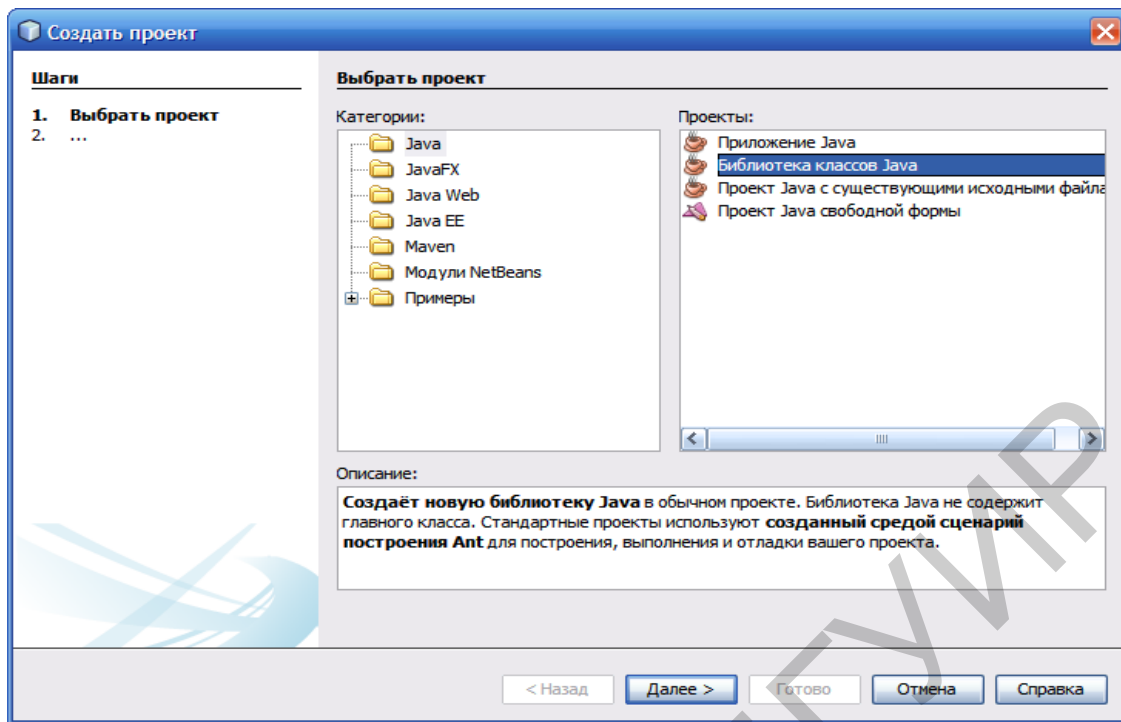 Создать проект
Шаги
1. Выбрать проект
2. ...
Выбрать проект
Категории:
Java
JavaFX
Java Web
Java EE
Maven
Модули NetBeans
Примеры
Проекты:
Приложение Java
Библиотека классов Java
Проект Java с существующими исходными файла
Проект Java свободной формы
Описание:
Создаёт новую библиотеку Java в обычном проекте. Библиотека Java не содержит
главного класса. Стандартные проекты используют созданный средой сценарий
построения Ant для построения, выполнения и отладки вашего проекта.
< Назад
Далее >
Готово
Отмена
Справка
ГУИР